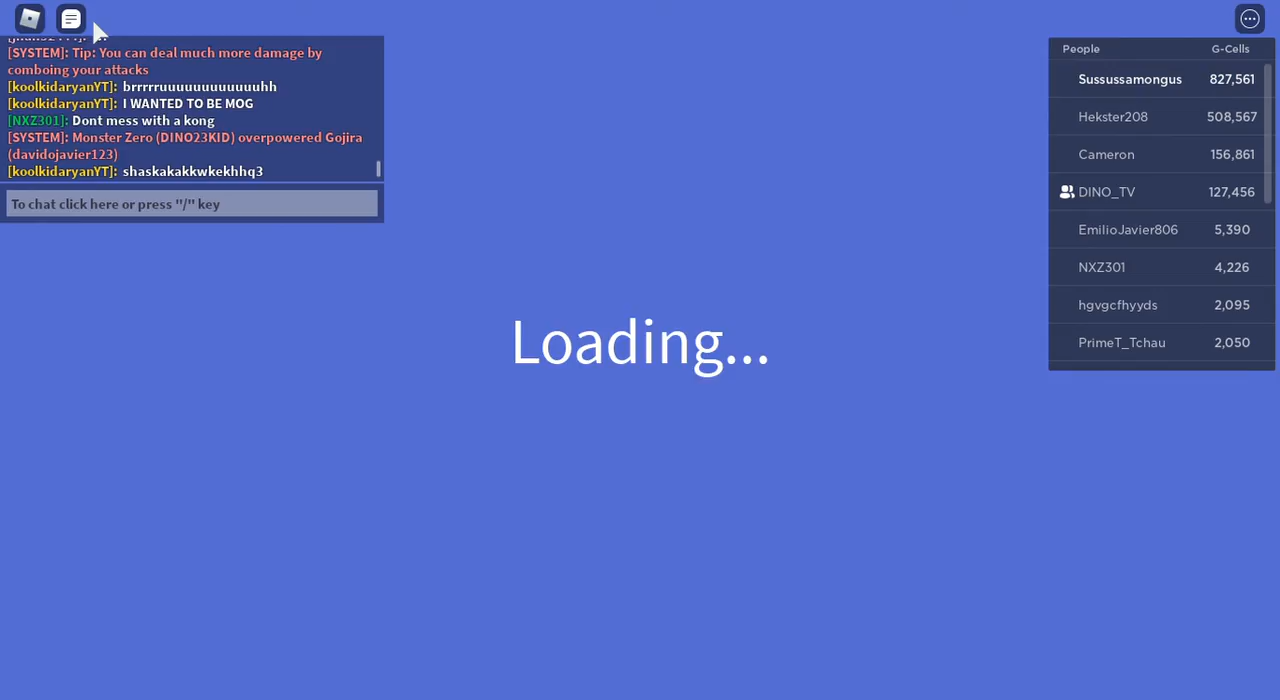 [SYSTEM]: Tip: You can deal much more damage by
comboing your attacks
[koolkidaryanYT]: brrrrruuuuuuuuuuuuhh
[koolkidaryanYT]: I WANTED TO BE MOG
[NXZ301]: Dont mess with a kong
[SYSTEM]: Monster Zero (DINO23KID) overpowered Gojira
(davidojavier123)
[koolkidaryanYT]: shaskakakkwkekhhq3
To chat click here or press "/" key
Loading...
People G-Cells
Sussussamongus 827,561
Hekster208 508,567
Cameron 156,861
DINO_TV 127,456
EmilioJavier806 5,390
NXZ301 4,226
hgvgcfhyyds 2,095
PrimeT_Tchau 2,050